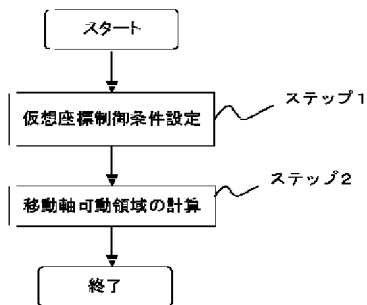 スタート
仮想座標制御条件設定
ステップ1
移動軸可動領域の計算
ステップ2
終了